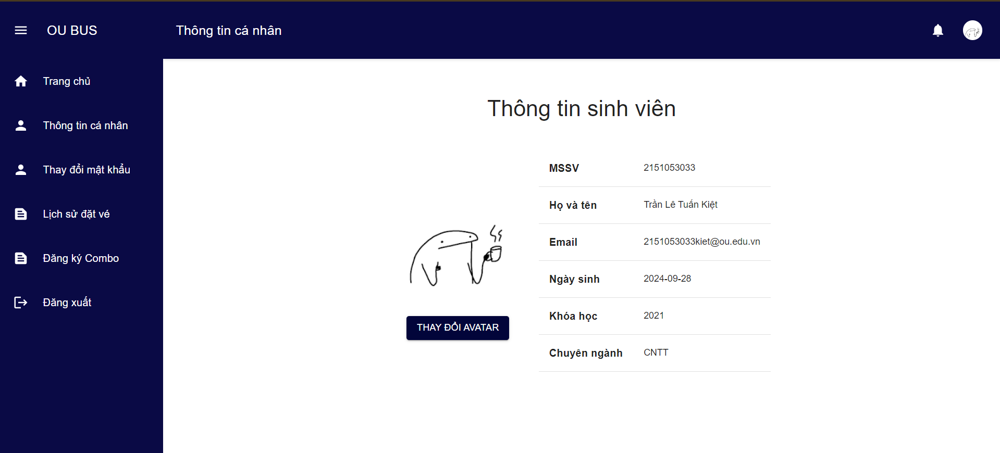 OU BUS
Thông tin cá nhân
Trang chủ
Thông tin cá nhân
Thay đổi mật khẩu
Lịch sử đặt vé
Đăng ký Combo
Đăng xuất
Thông tin sinh viên
THAY ĐỔI AVATAR
MSSV 2151053033
Họ và tên Trần Lê Tuấn Kiệt
Email 2151053033kiet@ou.edu.vn
Ngày sinh 2024-09-28
Khóa học 2021
Chuyên ngành CNTT